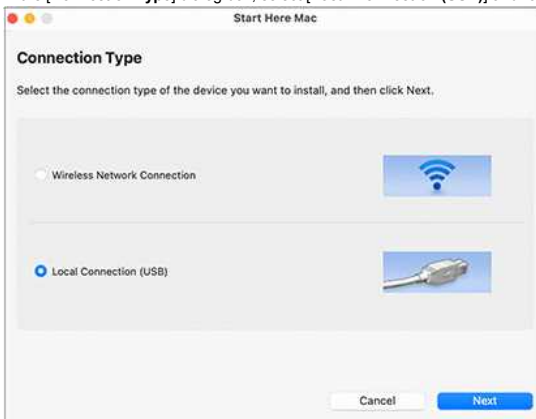 Start Here Mac
Connection Type
Select the connection type of the device you want to install, and then click Next.
Wireless Network Connection
Local Connection (USB)
Cancel
Next